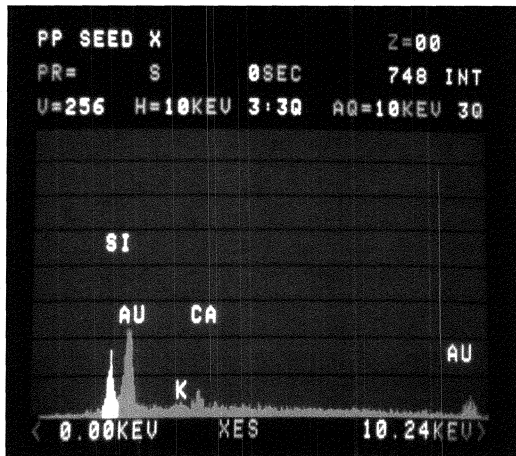 PP SEED X Z=00
PR= S 0SEC 748 INT
V=256 H=10KEV 3:3Q AQ=10KEV 3Q
SI
AU CA
AU
K
< 0.00KEV XES 10.24KEV>